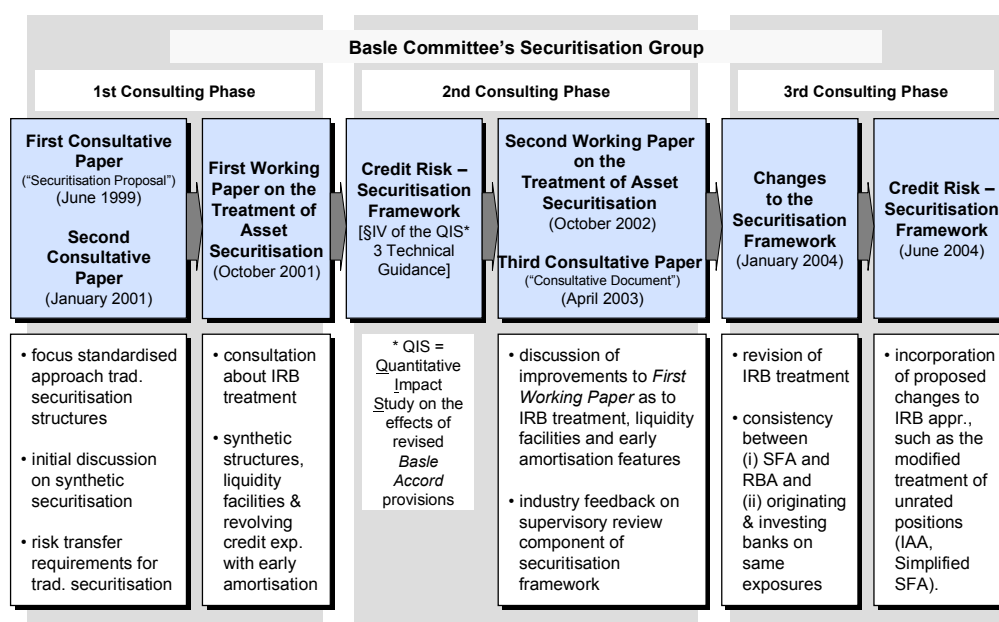 Basle Committee's Securitisation Group
1st Consulting Phase
2nd Consulting Phase
3rd Consulting Phase
First Consultative
Paper
("Securitisation Proposal")
(June 1999)
Second
Consultative
Paper
(January 2001)
First Working
Paper on the
Treatment of
Asset
Securitisation
(October 2001)
Credit Risk –
Securitisation
Framework
[§IV of the QIS*
3 Technical
Guidance]
Second Working Paper
on the
Treatment of Asset
Securitisation
(October 2002)
Third Consultative Paper
("Consultative Document")
(April 2003)
Changes
to the
Securitisation
Framework
(January 2004)
Credit Risk –
Securitisation
Framework
(June 2004)
• focus standardised
approach trad.
securitisation
structures
• initial discussion
on synthetic
securitisation
• risk transfer
requirements for
trad. securitisation
• consultation
about IRB
treatment
• synthetic
structures,
liquidity
facilities &
revolving
credit exp.
with early
amortisation
* QIS =
Quantitative
Impact
Study on the
effects of
revised
Basle
Accord
provisions
• discussion of
improvements to First
Working Paper as to
IRB treatment, liquidity
facilities and early
amortisation features
• industry feedback on
supervisory review
component of
securitisation
framework
• revision of
IRB treatment
• consistency
between
(i) SFA and
RBA and
(ii) originating
& investing
banks on
same
exposures
• incorporation
of proposed
changes to
IRB appr.,
such as the
modified
treatment of
unrated
positions
(IAA,
Simplified
SFA).